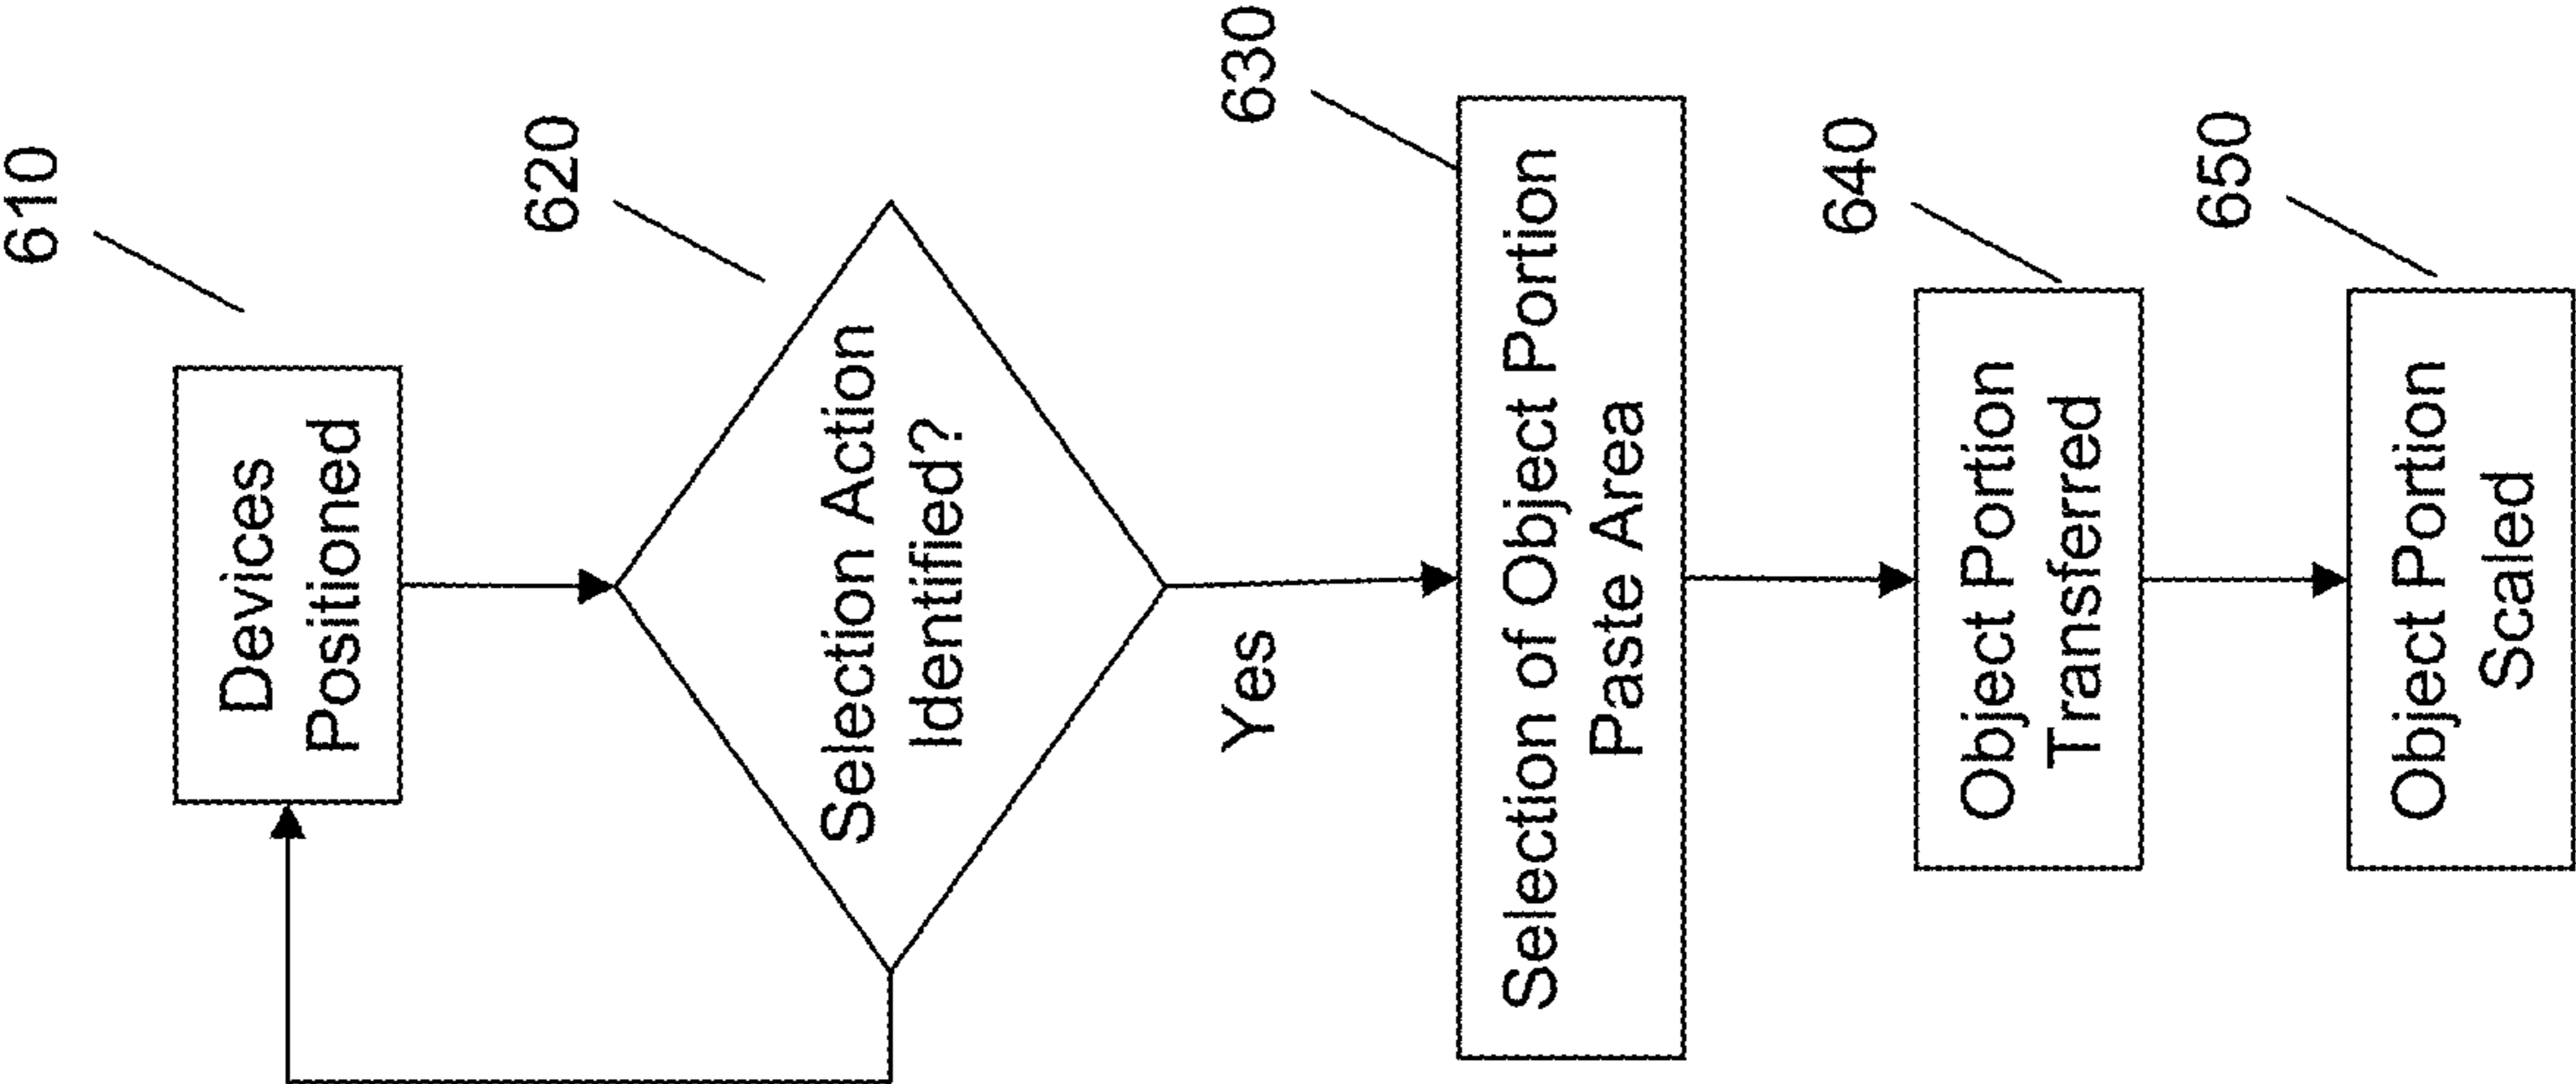 610
Devices
Positioned
620
Selection Action
Identified?
Yes
630
Selection of Object Portion
Paste Area
640
Object Portion
Transferred
650
Object Portion
Scaled